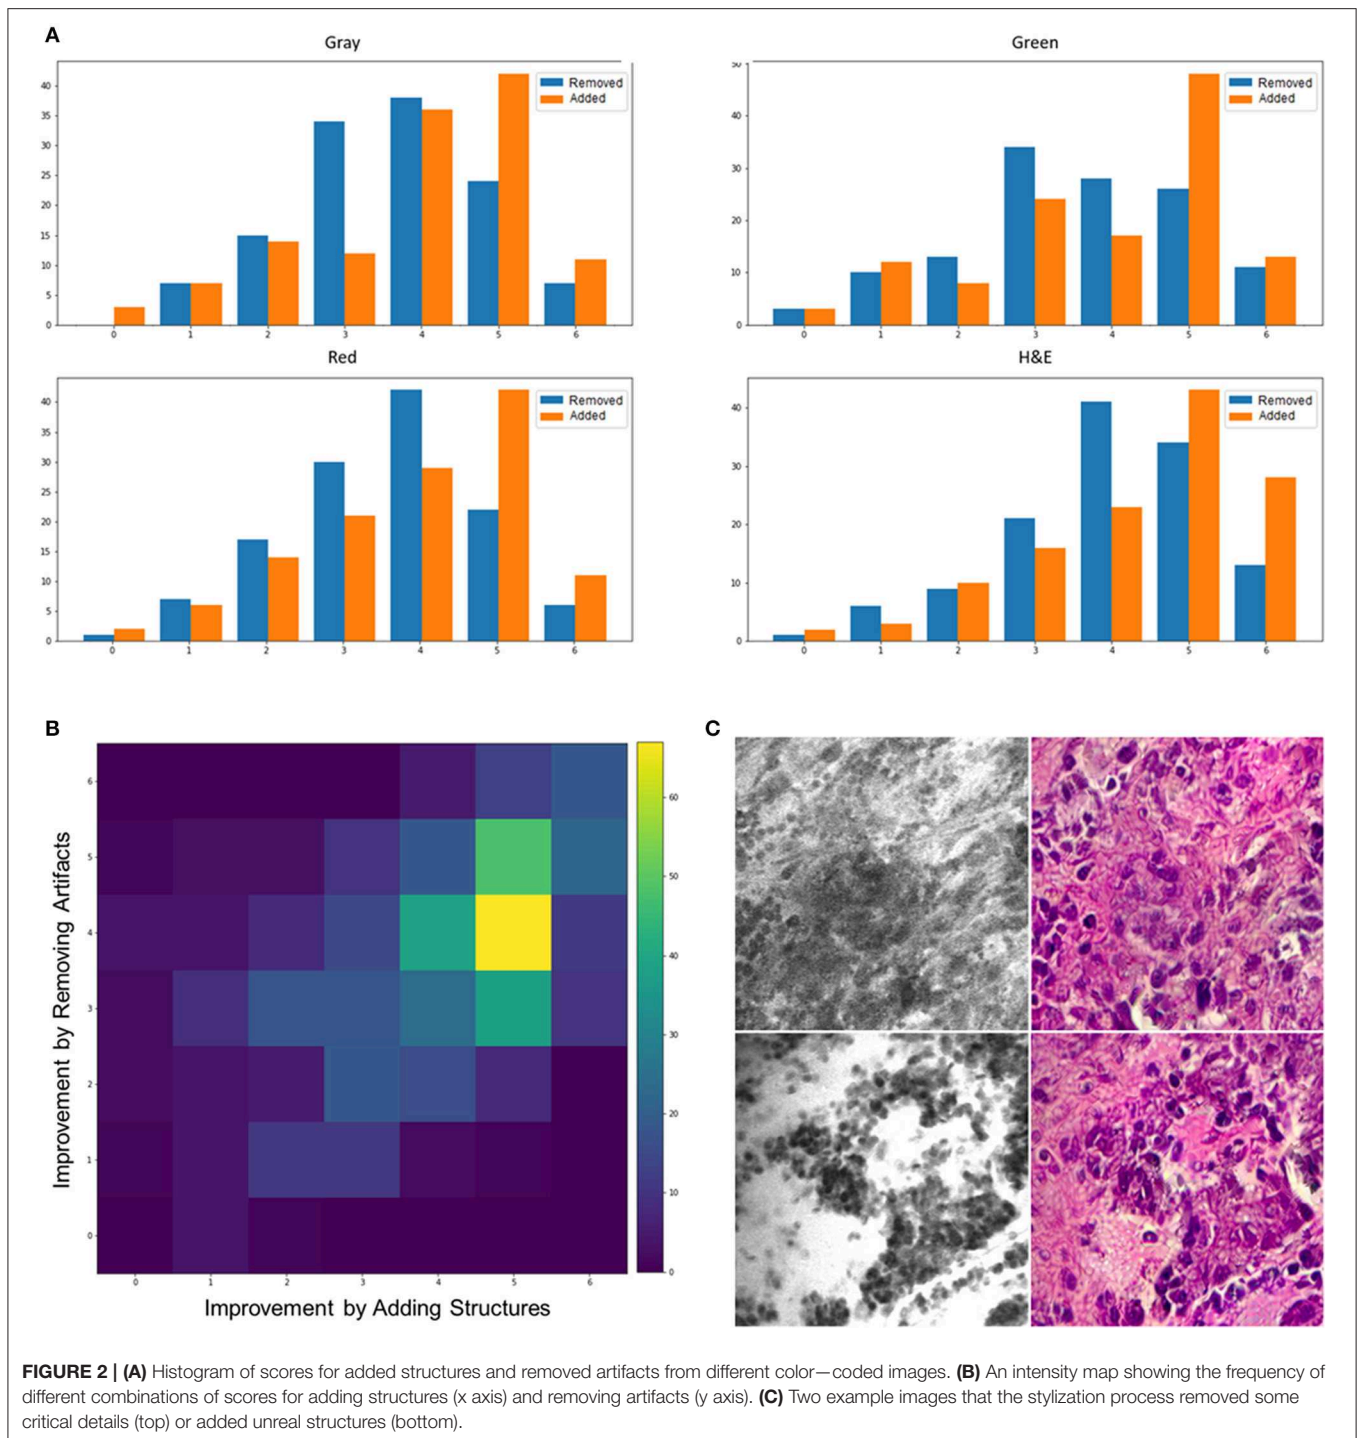 A
Gray
Removed
Added
40
35
30
25
20
15
10
5
0
0 1 2 3 4 5 6
Green
Removed
Added
50
40
30
20
10
0
0 1 2 3 4 5 6
Red
Removed
Added
40
35
30
25
20
15
10
5
0
0 1 2 3 4 5 6
H&E
Removed
Added
40
30
20
10
0
0 1 2 3 4 5 6
B
Improvement by Removing Artifacts
6
5
4
3
2
1
0
0 1 2 3 4 5 6
Improvement by Adding Structures
60
50
40
30
20
10
0
C
FIGURE 2 | (A) Histogram of scores for added structures and removed artifacts from different color—coded images. (B) An intensity map showing the frequency of
different combinations of scores for adding structures (x axis) and removing artifacts (y axis). (C) Two example images that the stylization process removed some
critical details (top) or added unreal structures (bottom).